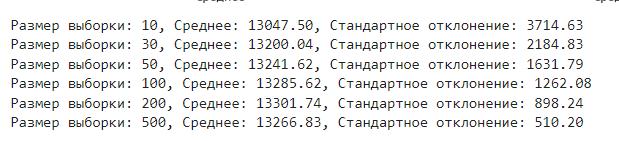 Размер выборки: 10, Среднее: 13047.50, Стандартное отклонение: 3714.63
Размер выборки: 30, Среднее: 13200.04, Стандартное отклонение: 2184.83
Размер выборки: 50, Среднее: 13241.62, Стандартное отклонение: 1631.79
Размер выборки: 100, Среднее: 13285.62, Стандартное отклонение: 1262.08
Размер выборки: 200, Среднее: 13301.74, Стандартное отклонение: 898.24
Размер выборки: 500, Среднее: 13266.83, Стандартное отклонение: 510.20